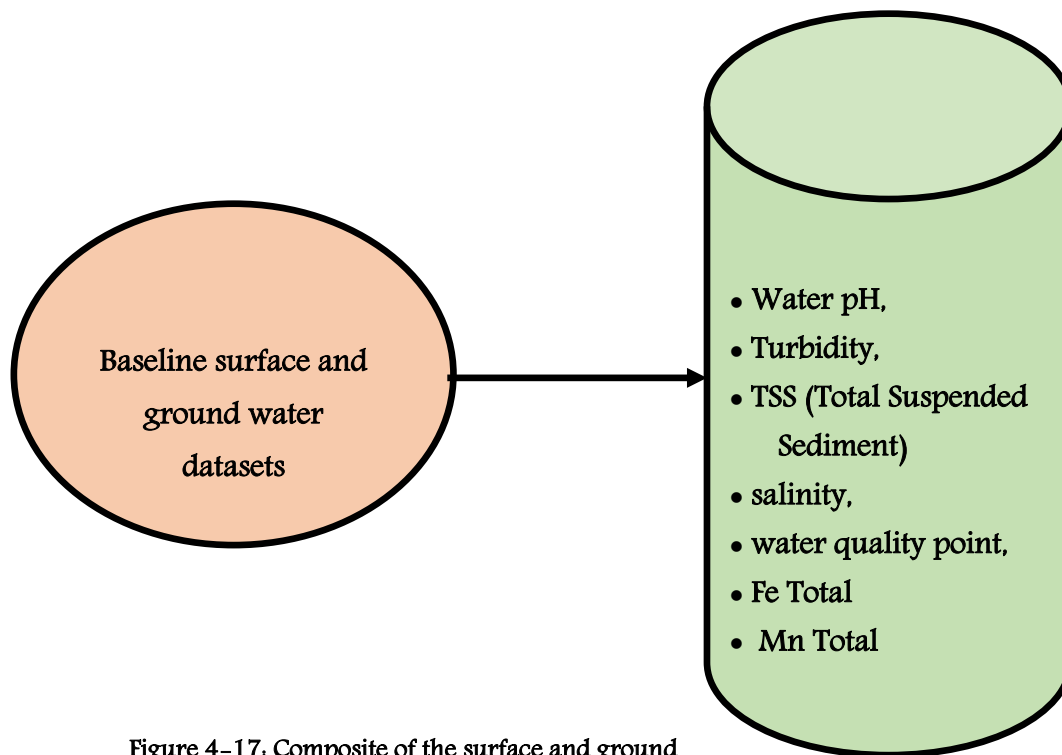 Baseline surface and
ground water
datasets
• Water pH,
• Turbidity,
• TSS (Total Suspended
Sediment)
• salinity,
• water quality point,
• Fe Total
• Mn Total
Figure 4-17: Composite of the surface and ground